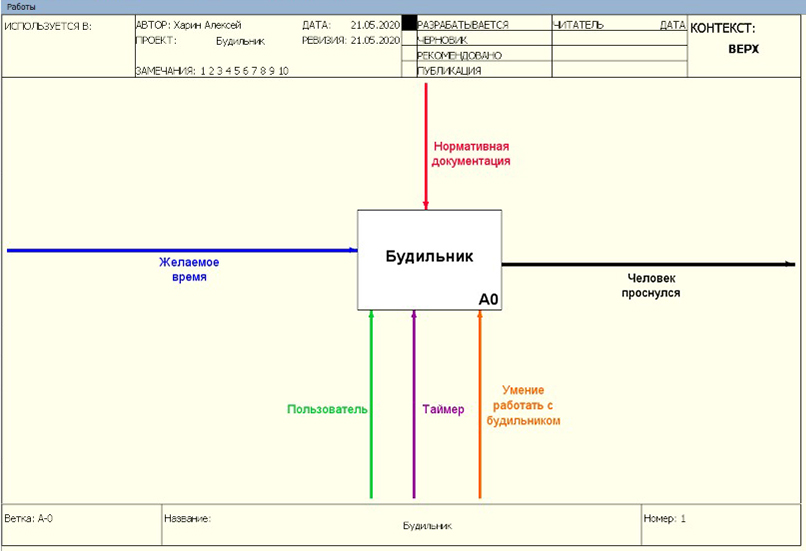 Работы
ИСПОЛЬЗУЕТСЯ В:
АВТОР: Харин Алексей
ДАТА: 21.05.2020
ПРОЕКТ: Будильник
РЕВИЗИЯ: 21.05.2020
ЗАМЕЧАНИЯ: 1 2 3 4 5 6 7 8 9 10
РАЗРАБАТЫВАЕТСЯ
ЧЕРНОВИК
РЕКОМЕНДОВАНО
ПУБЛИКАЦИЯ
ЧИТАТЕЛЬ ДАТА
КОНТЕКСТ:
ВЕРХ
Нормативная
документация
Желаемое
время
Будильник
A0
Человек
проснулся
Пользователь
Таймер
Умение
работать с
будильником
Ветка: A-0
Название:
Будильник
Номер: 1